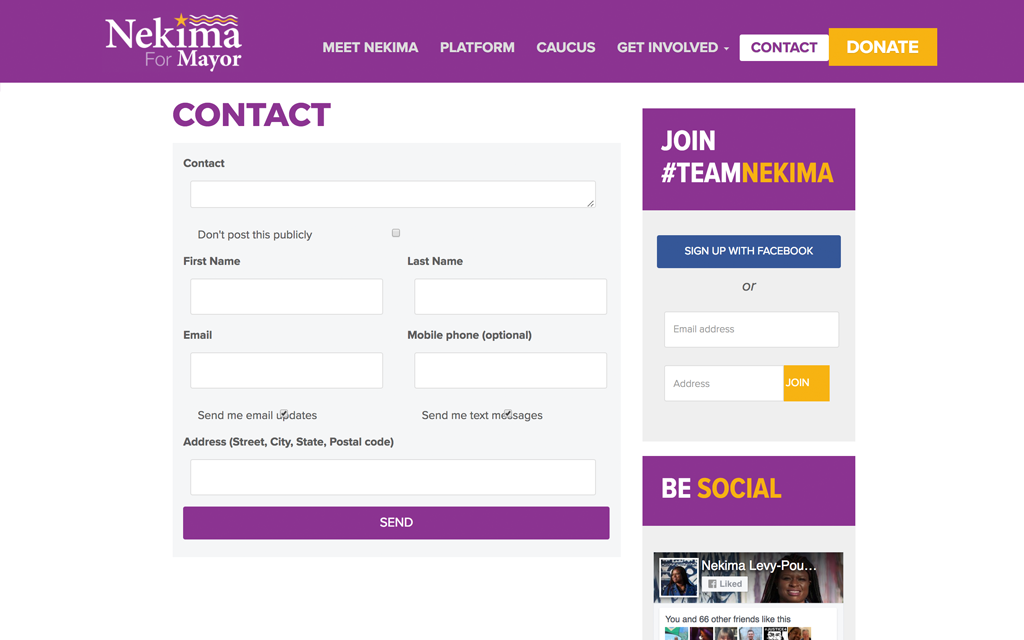 Nekima
For Mayor
MEET NEKIMA
PLATFORM
CAUCUS
GET INVOLVED
CONTACT
DONATE
CONTACT
Contact
Don't post this publicly
First Name
Last Name
Email
Mobile phone (optional)
Send me email updates
Send me text messages
Address (Street, City, State, Postal code)
SEND
JOIN
#TEAMNEKIMA
SIGN UP WITH FACEBOOK
or
Email address
Address
JOIN
BE SOCIAL
Nekima Levy-Pou...
Liked
You and 66 other friends like this